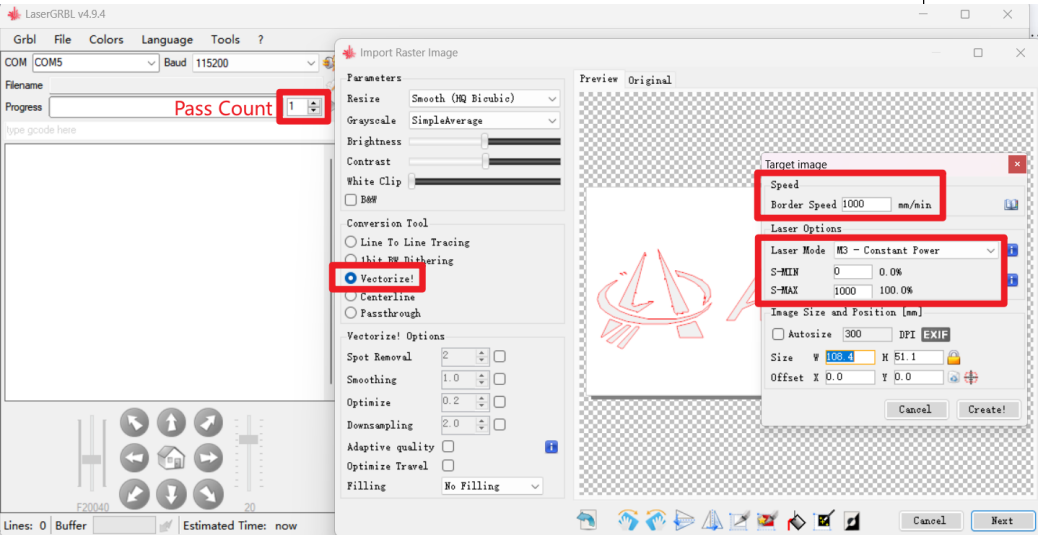 LaserGRBL v4.9.4
Grbl File Colors Language Tools ?
COM COM5 Baud 115200
Filename
Progress Pass Count 1
type gcode here
F20040 20
Lines: 0 Buffer Estimated Time: now
Import Raster Image
Parameters
Resize Smooth (HQ Bicubic)
Grayscale SimpleAverage
Brightness
Contrast
White Clip
B&W
Conversion Tool
Line To Line Tracing
1bit BW Dithering
Vectorize!
Centerline
Passthrough
Vectorize! Options
Spot Removal 2
Smoothing 1.0
Optimize 0.2
Downsampling 2.0
Adaptive quality
Optimize Travel
Filling No Filling
Preview Original
Target image
Speed
Border Speed 1000 mm/min
Laser Options
Laser Mode M3 - Constant Power
S-MIN 0 0.0%
S-MAX 1000 100.0%
Image Size and Position [mm]
Autosize 300 DPI EXIF
Size W 108.4 H 51.1
Offset X 0.0 Y 0.0
Cancel Create!
Cancel Next